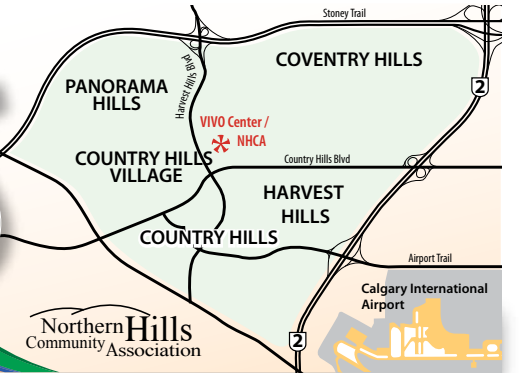 Stoney Trail
COVENTRY HILLS
PANORAMA
HILLS
Harvest Hills Blvd
2
VIVO Center /
NHCA
COUNTRY HILLS
VILLAGE
Country Hills Blvd
HARVEST
HILLS
COUNTRY HILLS
Airport Trail
Calgary International
Airport
Northern Hills
Community Association
2